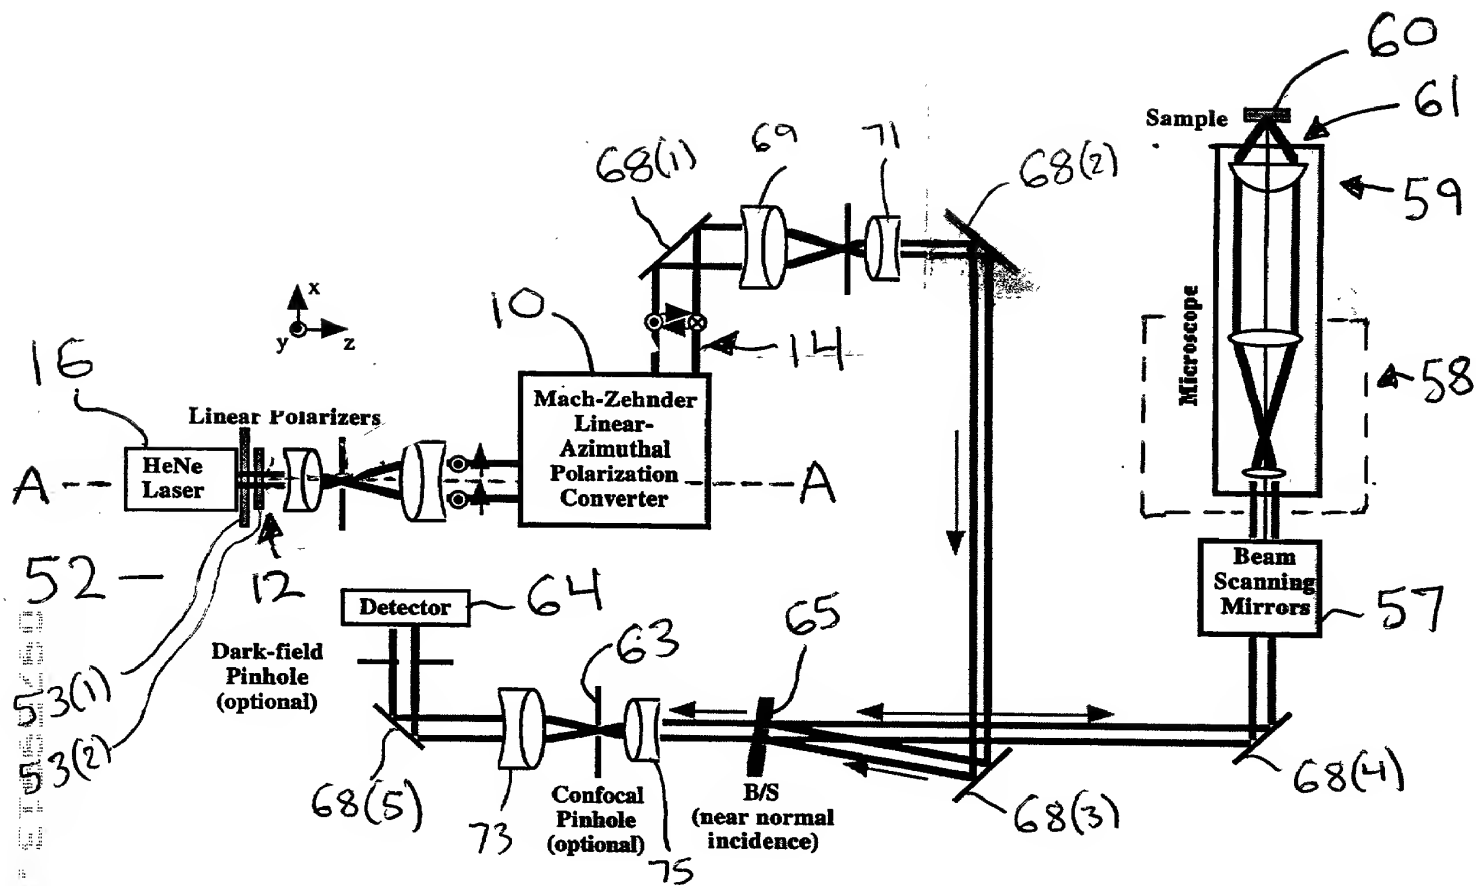 60
Sample
61
69
71
68(1)
68(2)
59
x
y
z
10
14
Microscope
58
16
Linear Polarizers
Mach-Zehnder
Linear-
Azimuthal
Polarization
Converter
A
HeNe
Laser
A
52
12
Beam
Scanning
Mirrors
57
Detector
64
65
63
Dark-field
Pinhole
(optional)
53(1)
53(2)
68(5)
73
Confocal
Pinhole
(optional)
75
B/S
(near normal
incidence)
68(3)
68(4)